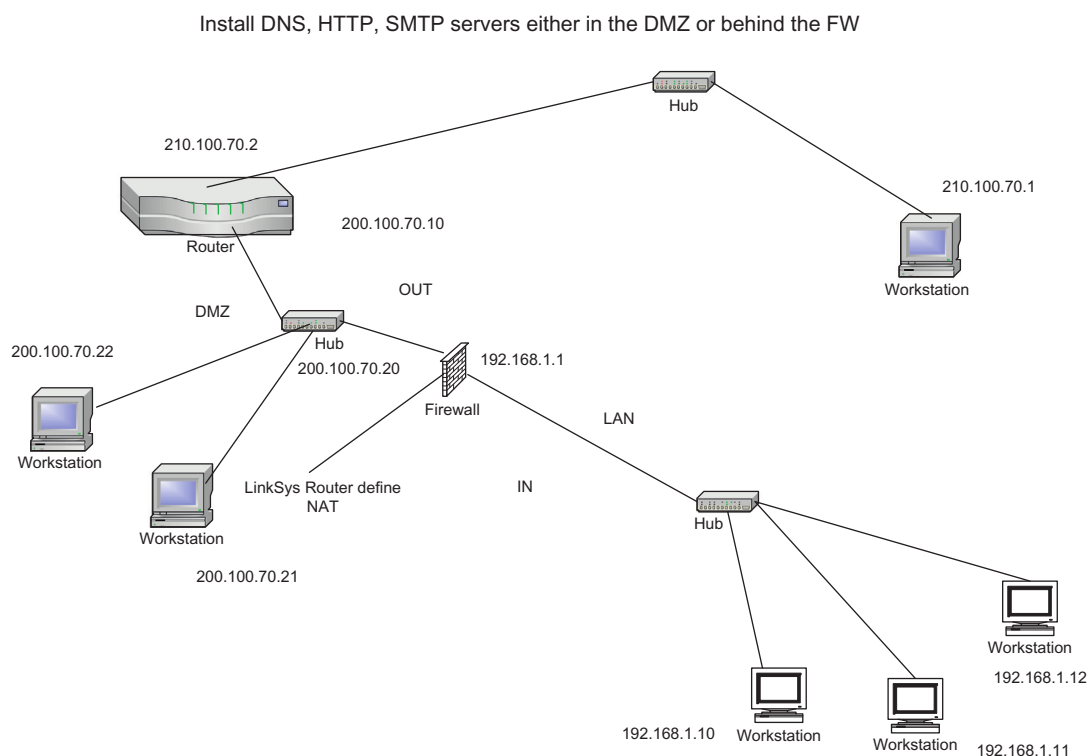 Install DNS, HTTP, SMTP servers either in the DMZ or behind the FW
Hub
210.100.70.2
210.100.70.1
200.100.70.10
Router
Workstation
OUT
DMZ
Hub
200.100.70.22
200.100.70.20
192.168.1.1
Firewall
LAN
Workstation
LinkSys Router define
NAT
IN
Hub
Workstation
200.100.70.21
Workstation
192.168.1.12
Workstation
192.168.1.10
Workstation
192.168.1.11